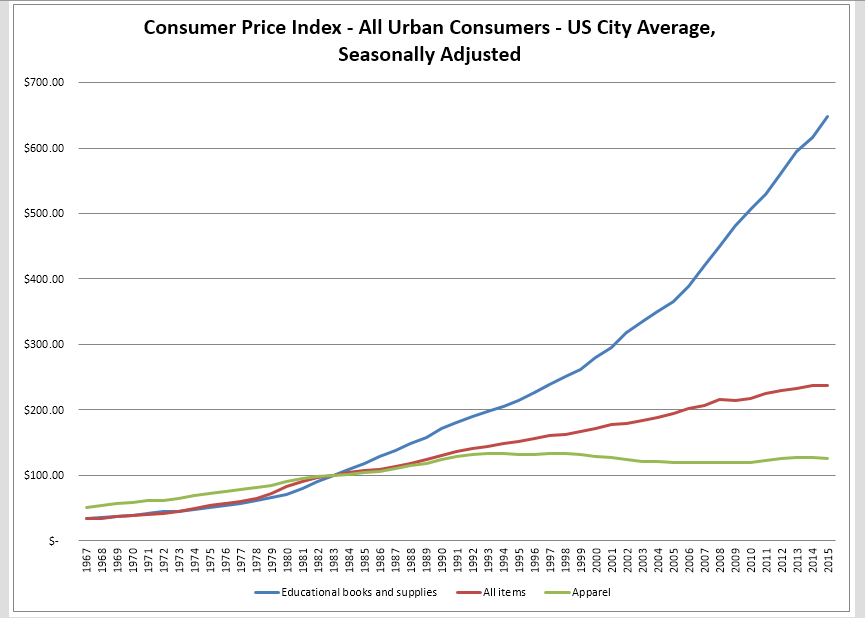 Consumer Price Index - All Urban Consumers - US City Average,
Seasonally Adjusted
$700.00
$600.00
$500.00
$400.00
$300.00
$200.00
$100.00
$-
1967 1968 1969 1970 1971 1972 1973 1974 1975 1976 1977 1978 1979 1980 1981 1982 1983 1984 1985 1986 1987 1988 1989 1990 1991 1992 1993 1994 1995 1996 1997 1998 1999 2000 2001 2002 2003 2004 2005 2006 2007 2008 2009 2010 2011 2012 2013 2014 2015
Educational books and supplies All items Apparel